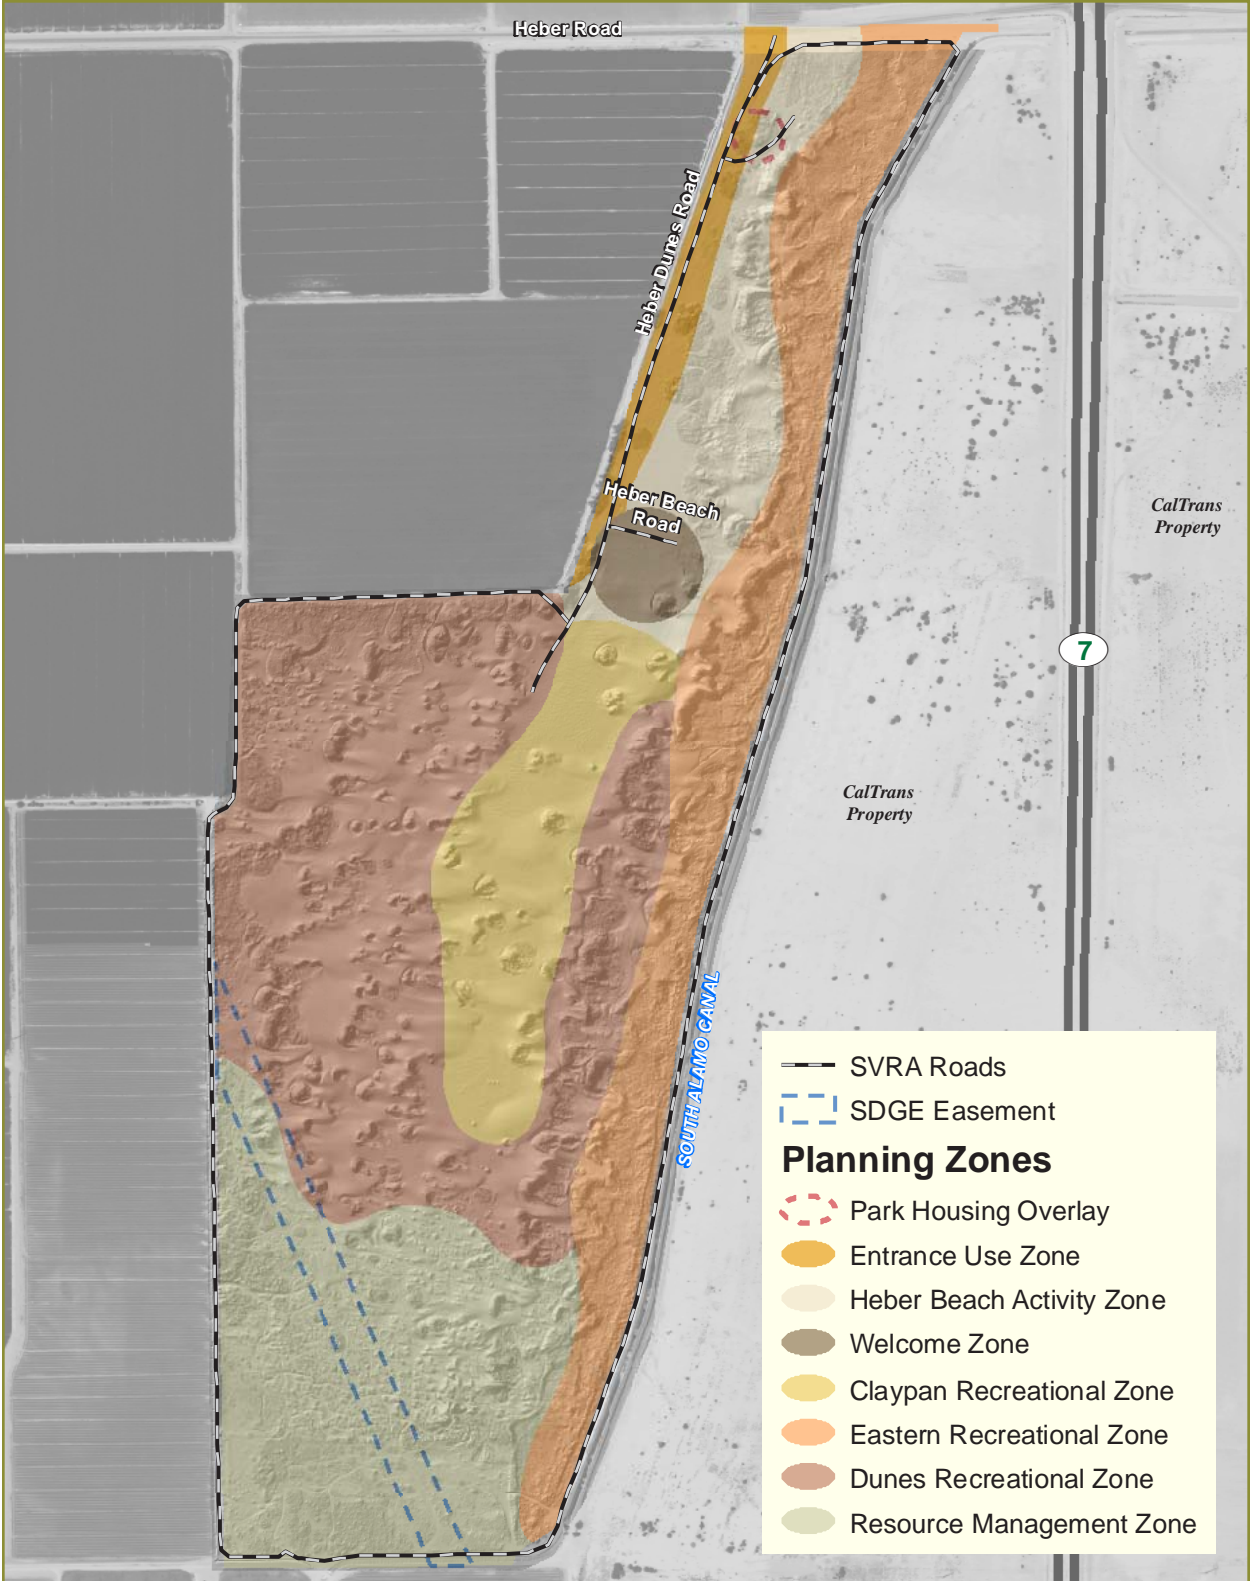 Heber Road
Heber Dunes Road
Heber Beach
Road
CalTrans
Property
7
CalTrans
Property
SOUTH ALAMO CANAL
SVRA Roads
SDGE Easement
Planning Zones
Park Housing Overlay
Entrance Use Zone
Heber Beach Activity Zone
Welcome Zone
Claypan Recreational Zone
Eastern Recreational Zone
Dunes Recreational Zone
Resource Management Zone